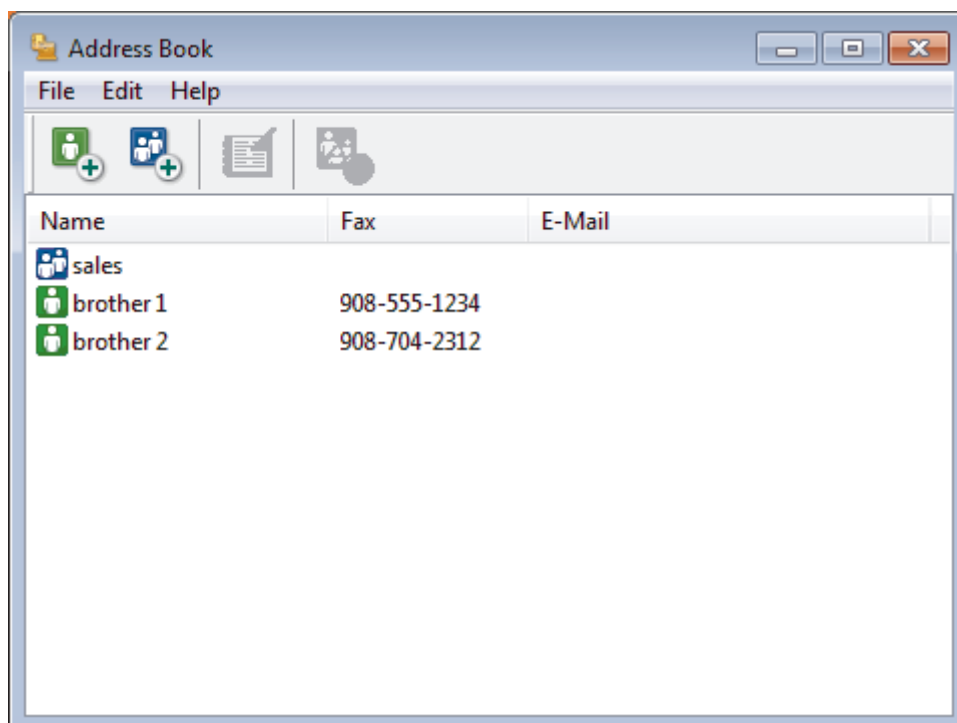 Address Book
File Edit Help
Name Fax E-Mail
sales
brother 1 908-555-1234
brother 2 908-704-2312